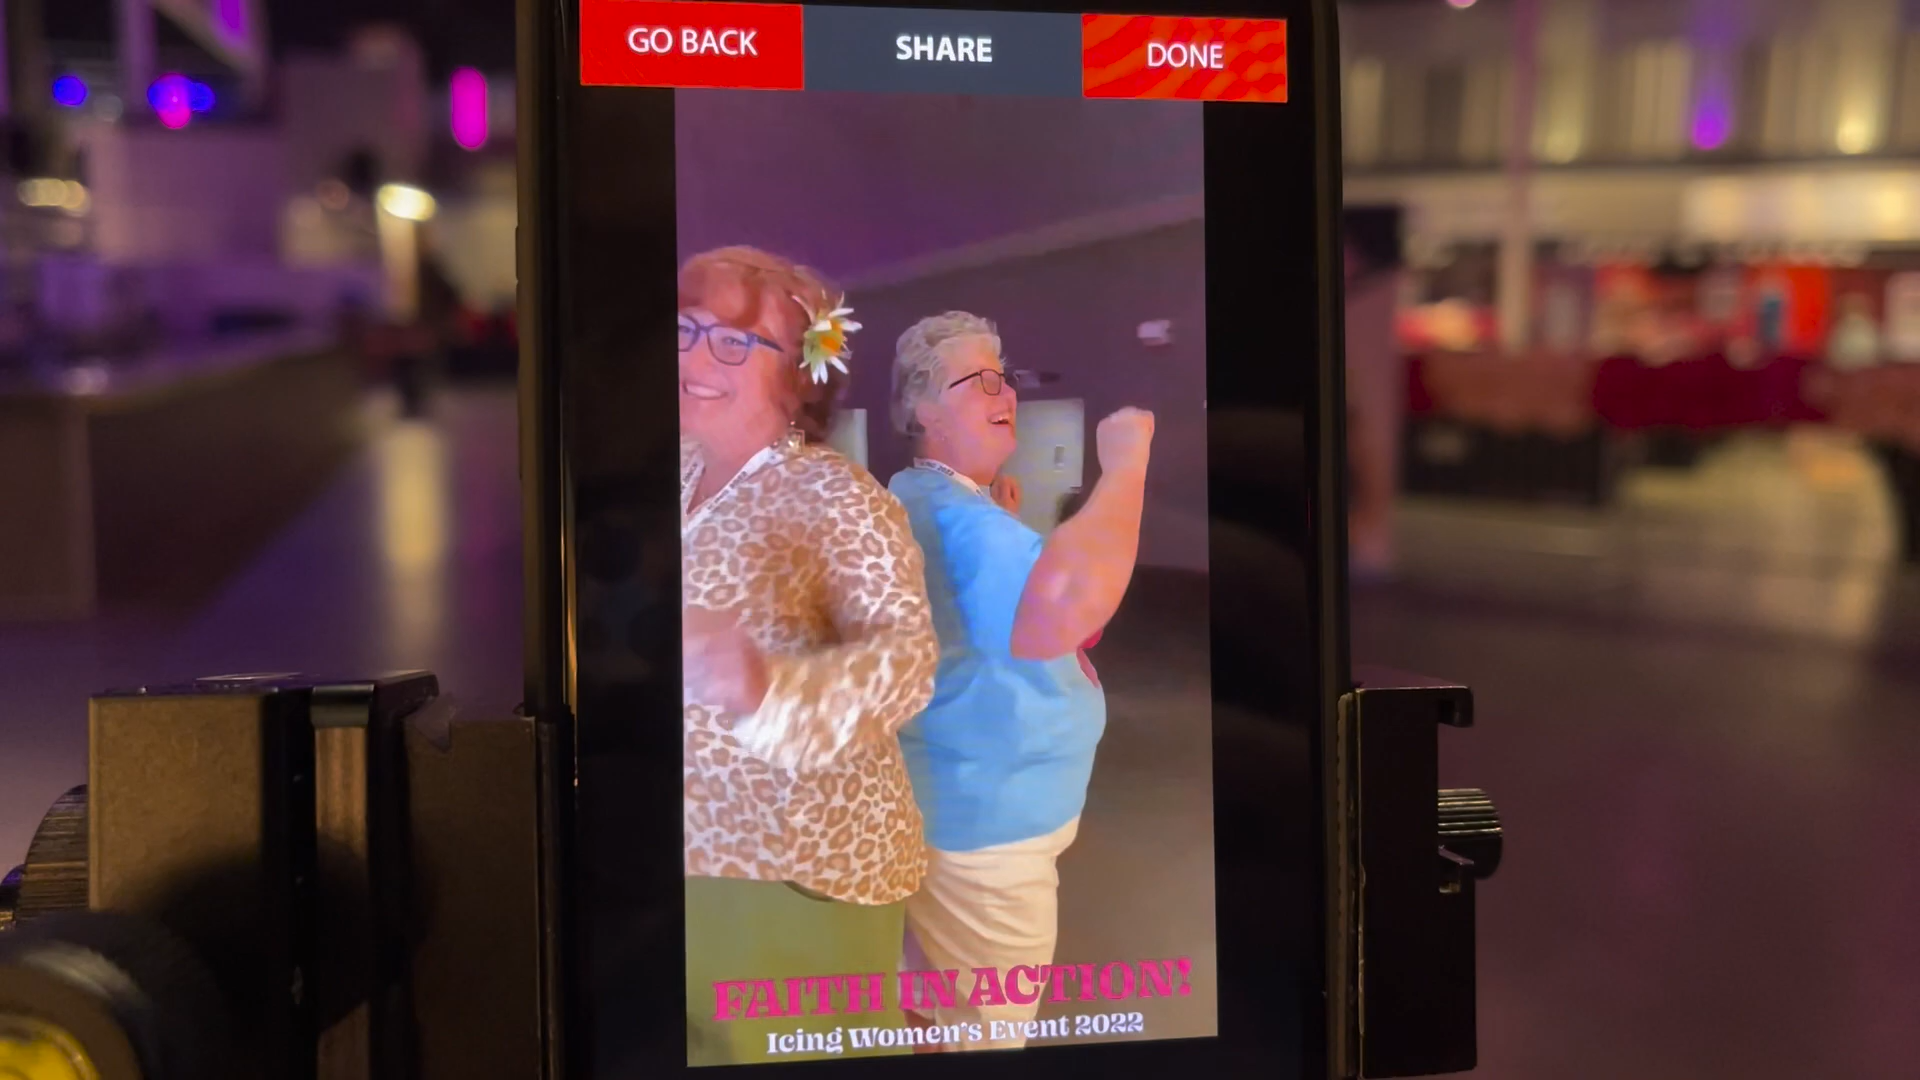 GO BACK
SHARE
DONE
FAITH IN ACTION!
Icing Women's Event 2022